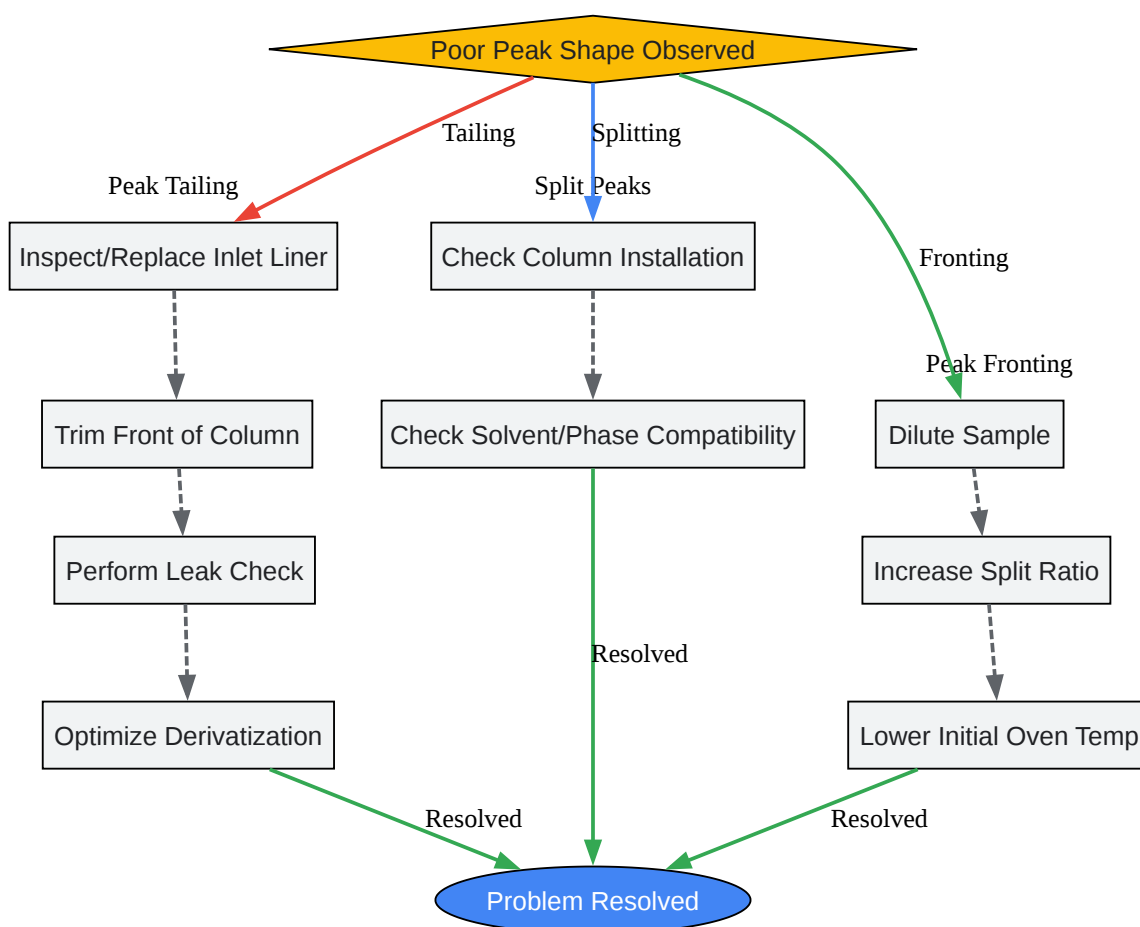 Poor Peak Shape Observed
Tailing
Splitting
Peak Tailing
Split Peaks
Inspect/Replace Inlet Liner
Check Column Installation
Fronting
Peak Fronting
Trim Front of Column
Check Solvent/Phase Compatibility
Dilute Sample
Perform Leak Check
Increase Split Ratio
Resolved
Optimize Derivatization
Lower Initial Oven Temp
Resolved
Resolved
Problem Resolved